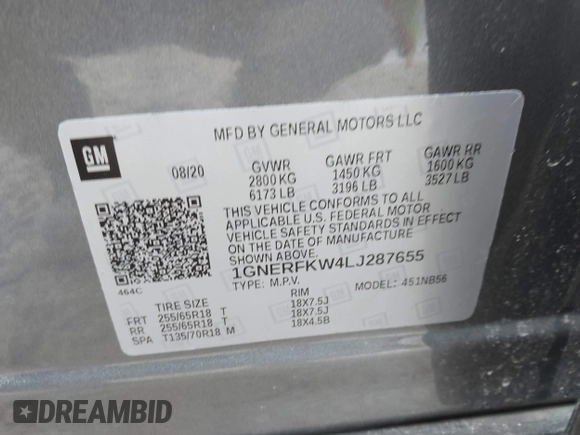 MFD BY GENERAL MOTORS LLC
GM
08/20 GVWR GAWR FRT GAWR RR
2800 KG 1450 KG 1600 KG
6173 LB 3196 LB 3527 LB
THIS VEHICLE CONFORMS TO ALL
APPLICABLE U.S. FEDERAL MOTOR
VEHICLE SAFETY STANDARDS IN EFFECT
ON THE DATE OF MANUFACTURE
SHOWN ABOVE.
1GNERFKW4LJ287655
464C
TYPE: M.P.V. MODEL: 451NB56
TIRE SIZE RIM
FRT 255/65R18 T 18X7.5J
RR 255/65R18 T 18X7.5J
SPA T135/70R18 M 18X4.5B
DREAMBID